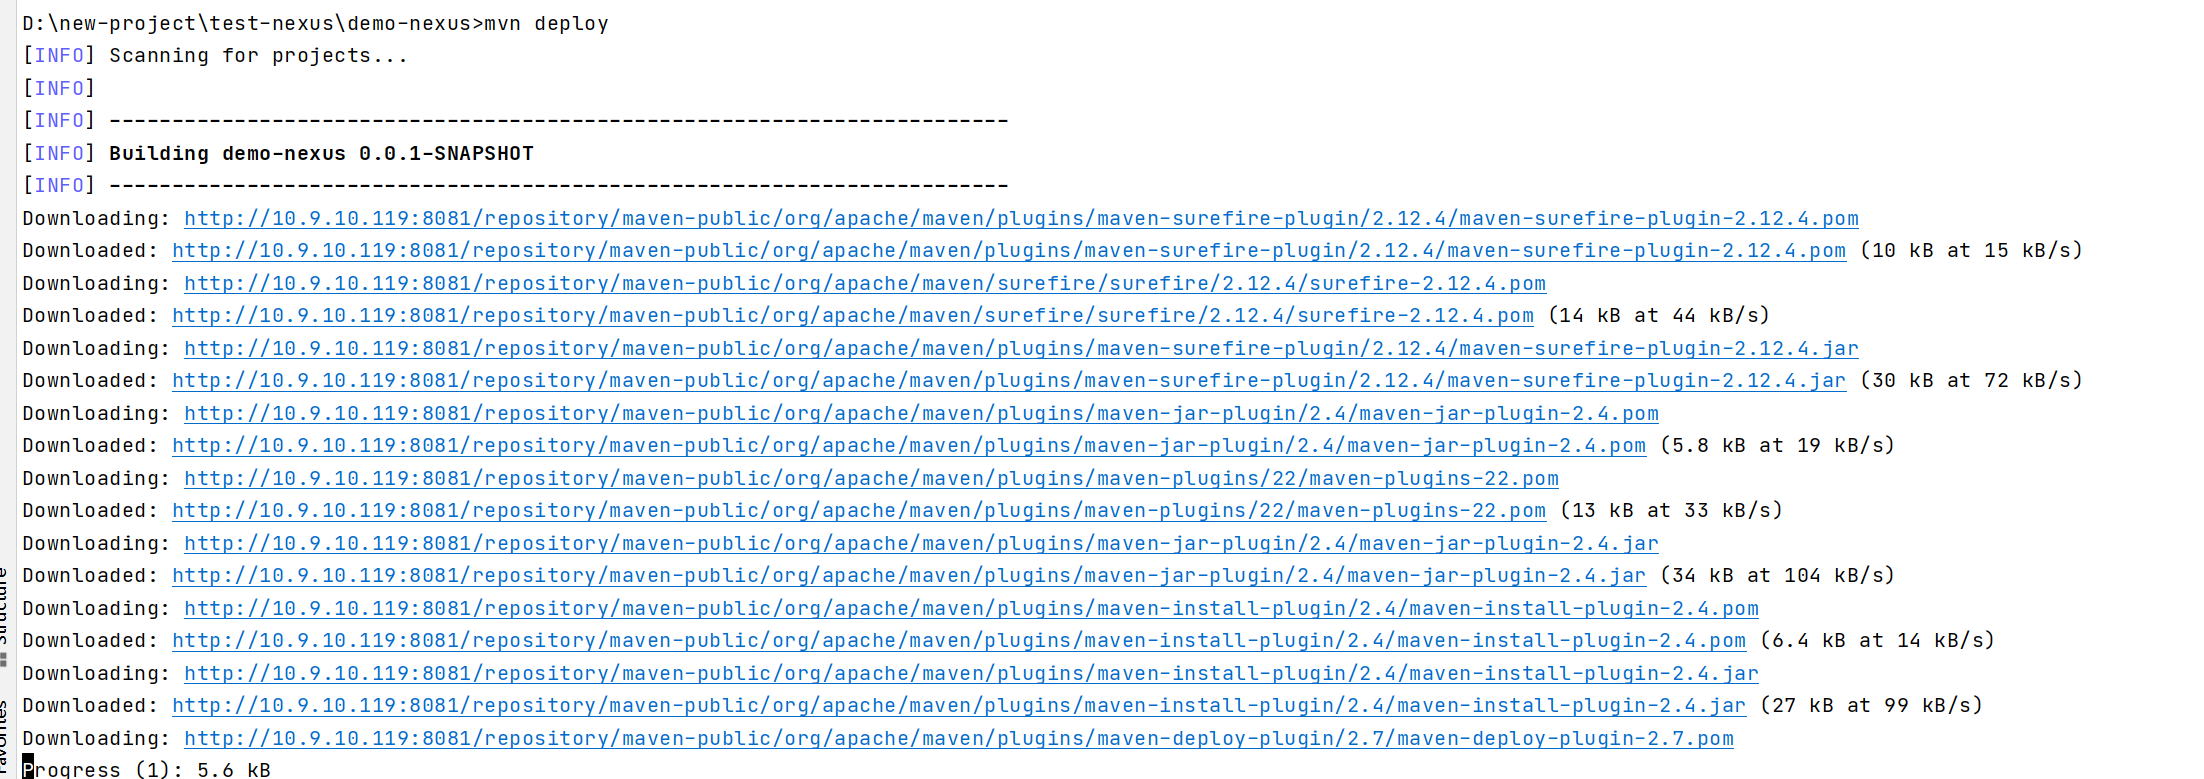 D:\new-project\test-nexus\demo-nexus>mvn deploy
[INFO] Scanning for projects...
[INFO]
[INFO] ------------------------------------------------------------------------
[INFO] Building demo-nexus 0.0.1-SNAPSHOT
[INFO] ------------------------------------------------------------------------
Downloading: http://10.9.10.119:8081/repository/maven-public/org/apache/maven/plugins/maven-surefire-plugin/2.12.4/maven-surefire-plugin-2.12.4.pom
Downloaded: http://10.9.10.119:8081/repository/maven-public/org/apache/maven/plugins/maven-surefire-plugin/2.12.4/maven-surefire-plugin-2.12.4.pom (10 kB at 15 kB/s)
Downloading: http://10.9.10.119:8081/repository/maven-public/org/apache/maven/surefire/surefire/2.12.4/surefire-2.12.4.pom
Downloaded: http://10.9.10.119:8081/repository/maven-public/org/apache/maven/surefire/surefire/2.12.4/surefire-2.12.4.pom (14 kB at 44 kB/s)
Downloading: http://10.9.10.119:8081/repository/maven-public/org/apache/maven/plugins/maven-surefire-plugin/2.12.4/maven-surefire-plugin-2.12.4.jar
Downloaded: http://10.9.10.119:8081/repository/maven-public/org/apache/maven/plugins/maven-surefire-plugin/2.12.4/maven-surefire-plugin-2.12.4.jar (30 kB at 72 kB/s)
Downloading: http://10.9.10.119:8081/repository/maven-public/org/apache/maven/plugins/maven-jar-plugin/2.4/maven-jar-plugin-2.4.pom
Downloaded: http://10.9.10.119:8081/repository/maven-public/org/apache/maven/plugins/maven-jar-plugin/2.4/maven-jar-plugin-2.4.pom (5.8 kB at 19 kB/s)
Downloading: http://10.9.10.119:8081/repository/maven-public/org/apache/maven/plugins/maven-plugins/22/maven-plugins-22.pom
Downloaded: http://10.9.10.119:8081/repository/maven-public/org/apache/maven/plugins/maven-plugins/22/maven-plugins-22.pom (13 kB at 33 kB/s)
Downloading: http://10.9.10.119:8081/repository/maven-public/org/apache/maven/plugins/maven-jar-plugin/2.4/maven-jar-plugin-2.4.jar
Downloaded: http://10.9.10.119:8081/repository/maven-public/org/apache/maven/plugins/maven-jar-plugin/2.4/maven-jar-plugin-2.4.jar (34 kB at 104 kB/s)
Downloading: http://10.9.10.119:8081/repository/maven-public/org/apache/maven/plugins/maven-install-plugin/2.4/maven-install-plugin-2.4.pom
Downloaded: http://10.9.10.119:8081/repository/maven-public/org/apache/maven/plugins/maven-install-plugin/2.4/maven-install-plugin-2.4.pom (6.4 kB at 14 kB/s)
Downloading: http://10.9.10.119:8081/repository/maven-public/org/apache/maven/plugins/maven-install-plugin/2.4/maven-install-plugin-2.4.jar
Downloaded: http://10.9.10.119:8081/repository/maven-public/org/apache/maven/plugins/maven-install-plugin/2.4/maven-install-plugin-2.4.jar (27 kB at 99 kB/s)
Downloading: http://10.9.10.119:8081/repository/maven-public/org/apache/maven/plugins/maven-deploy-plugin/2.7/maven-deploy-plugin-2.7.pom
Progress (1): 5.6 kB
Structure
Favorites